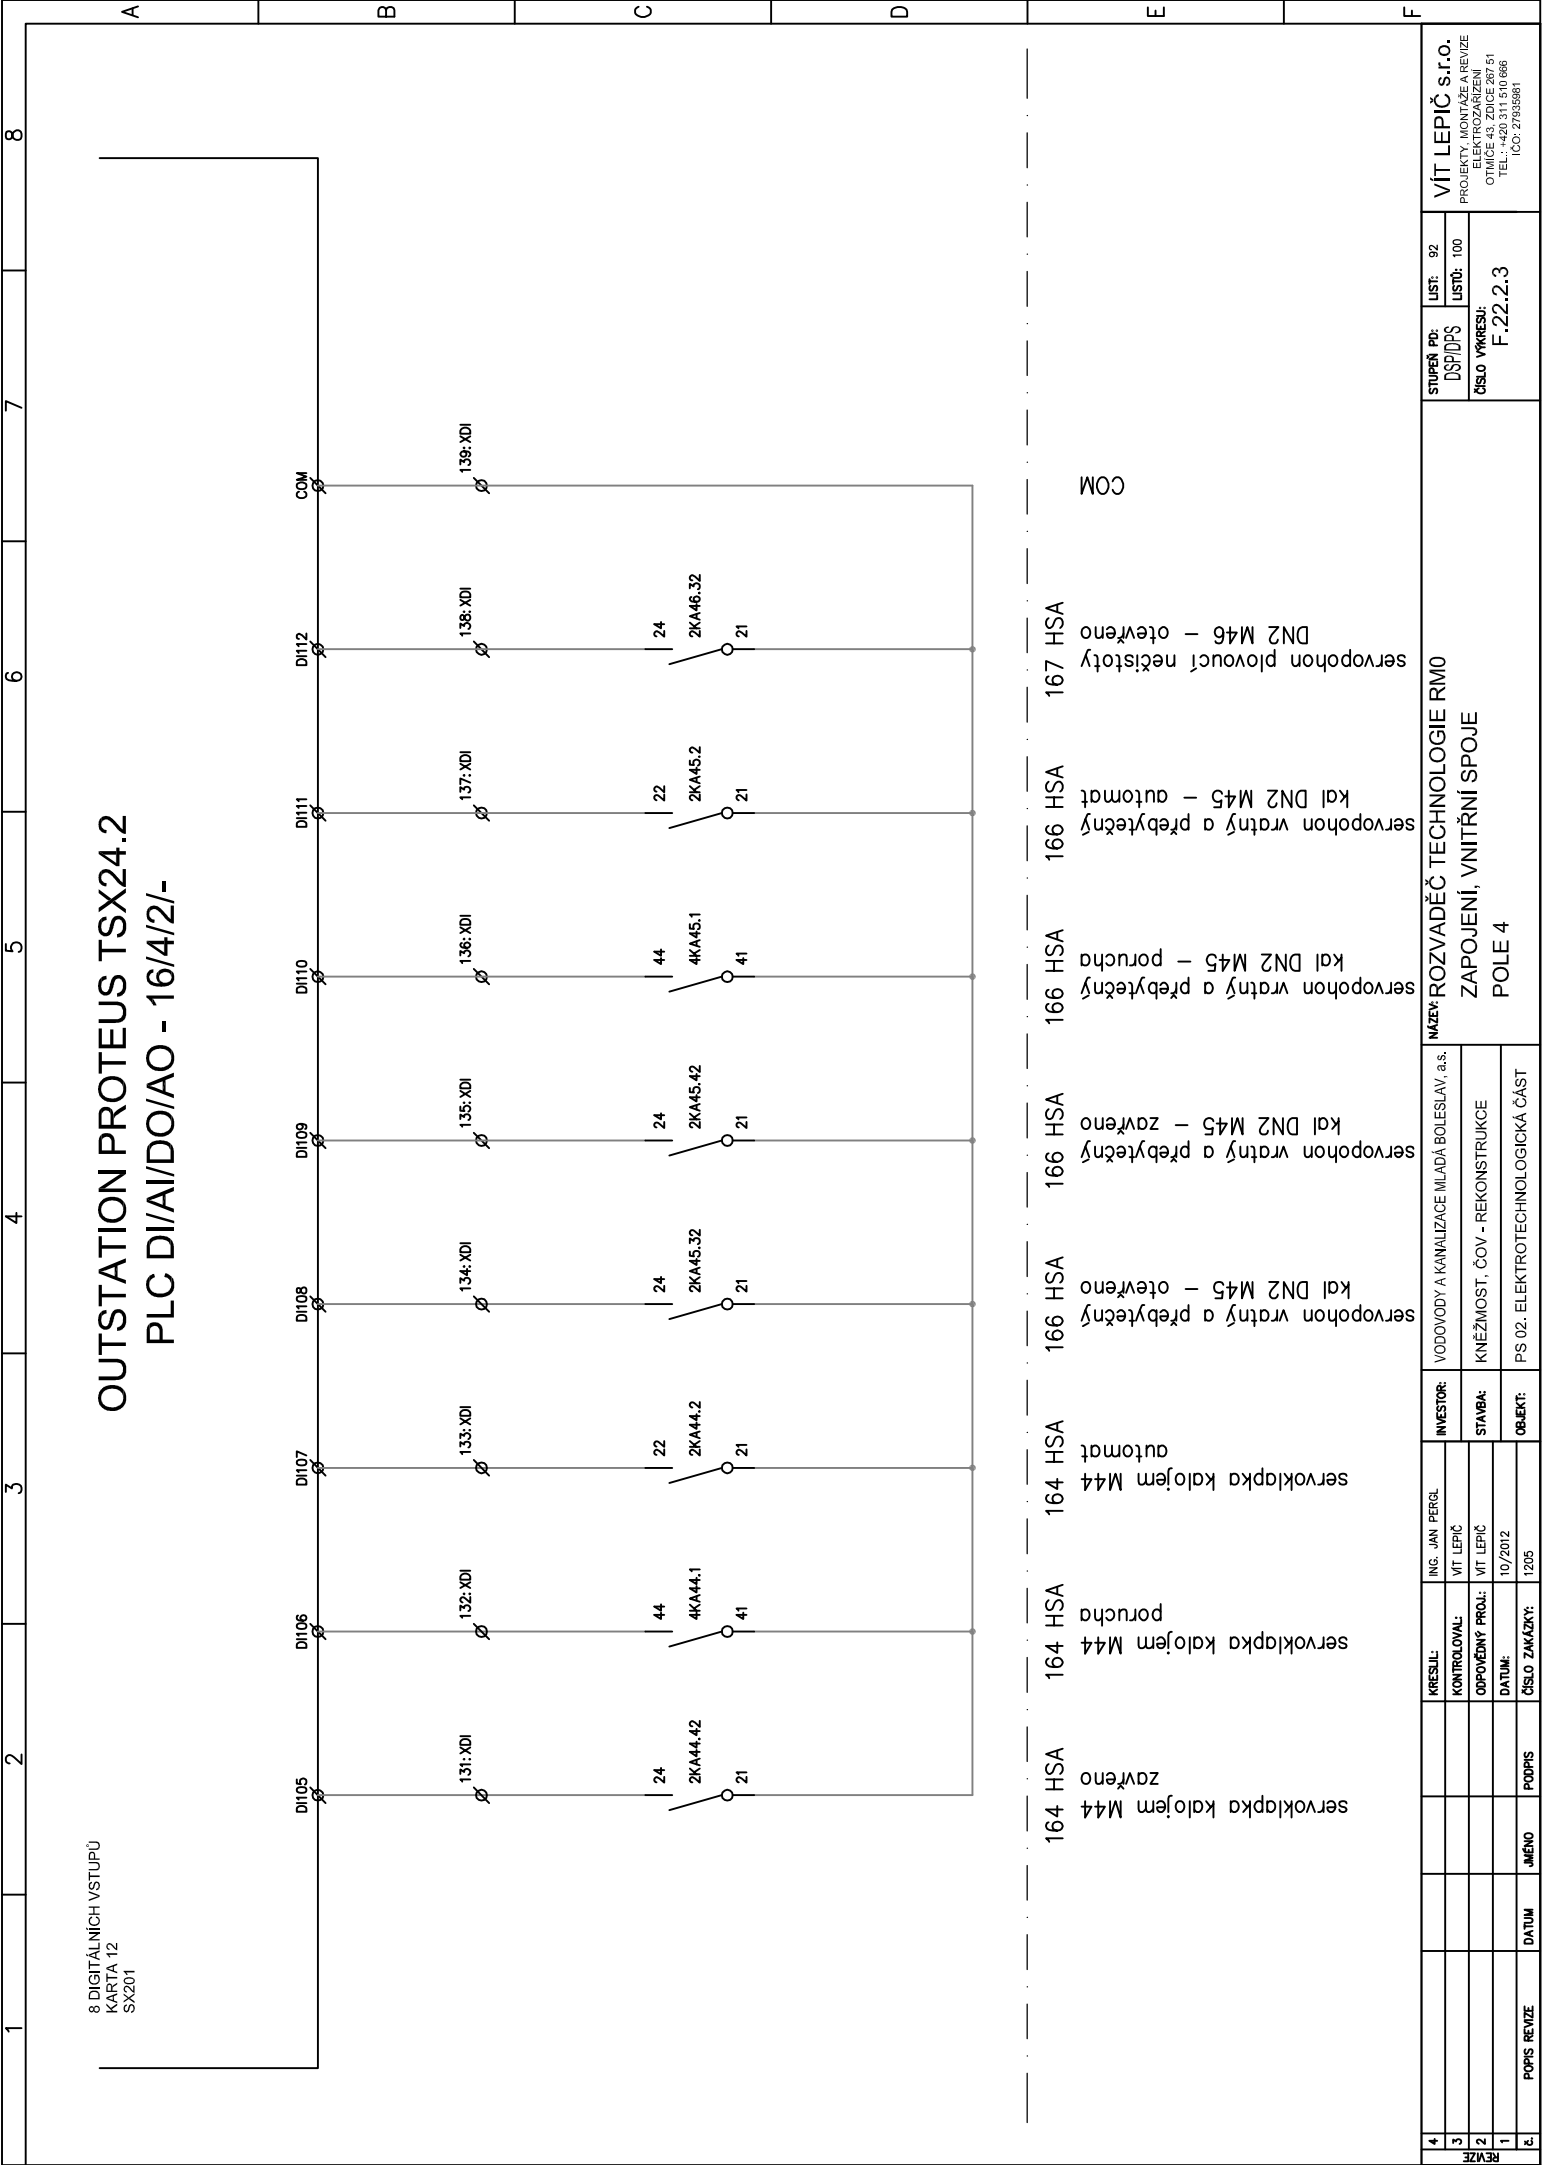 1 2 3 4 5 6 7 8
A
B
C
D
E
F
8 DIGITÁLNÍCH VSTUPŮ
KARTA 12
SX201
OUTSTATION PROTEUS TSX24.2
PLC DI/AI/DO/AO - 16/4/2/-
DI105 DI106 DI107 DI108 DI109 DI110 DI111 DI112 COM
131:XDI 132:XDI 133:XDI 134:XDI 135:XDI 136:XDI 137:XDI 138:XDI 139:XDI
24 44 22 24 24 44 22 24
2KA44.42 4KA44.1 2KA44.2 2KA45.32 2KA45.42 4KA45.1 2KA45.2 2KA46.32
21 41 21 21 21 41 21 21
164 HSA
servoklapka kalojem M44
zavřeno
164 HSA
servoklapka kalojem M44
porucha
164 HSA
servoklapka kalojem M44
automat
166 HSA
servopohon vratný a přebytečný
kal DN2 M45 – otevřeno
166 HSA
servopohon vratný a přebytečný
kal DN2 M45 – zavřeno
166 HSA
servopohon vratný a přebytečný
kal DN2 M45 – porucha
166 HSA
servopohon vratný a přebytečný
kal DN2 M45 – automat
167 HSA
servopohon plovoucí nečistoty
DN2 M46 – otevřeno
COM
REVIZE
4
3
2
1
č. POPIS REVIZE DATUM JMÉNO PODPIS
KRESLIL: ING. JAN PERGL
KONTROLOVAL: VÍT LEPIČ
ODPOVĚDNÝ PROJ.: VÍT LEPIČ
DATUM: 10/2012
ČÍSLO ZAKÁZKY: 1205
INVESTOR: VODOVODY A KANALIZACE MLADÁ BOLESLAV, a.s.
STAVBA: KNĚŽMOST, ČOV - REKONSTRUKCE
OBJEKT: PS 02. ELEKTROTECHNOLOGICKÁ ČÁST
NÁZEV: ROZVADĚČ TECHNOLOGIE RM0
ZAPOJENÍ, VNITŘNÍ SPOJE
POLE 4
STUPEŇ PD:
DSP/DPS
LIST: 92
LISTŮ: 100
ČÍSLO VÝKRESU:
F.22.2.3
VÍT LEPIČ s.r.o.
PROJEKTY, MONTÁŽE A REVIZE
ELEKTROZAŘÍZENÍ
OTMÍČE 43, ZDICE 267 51
TEL.: +420 311 510 666
IČO: 27935981